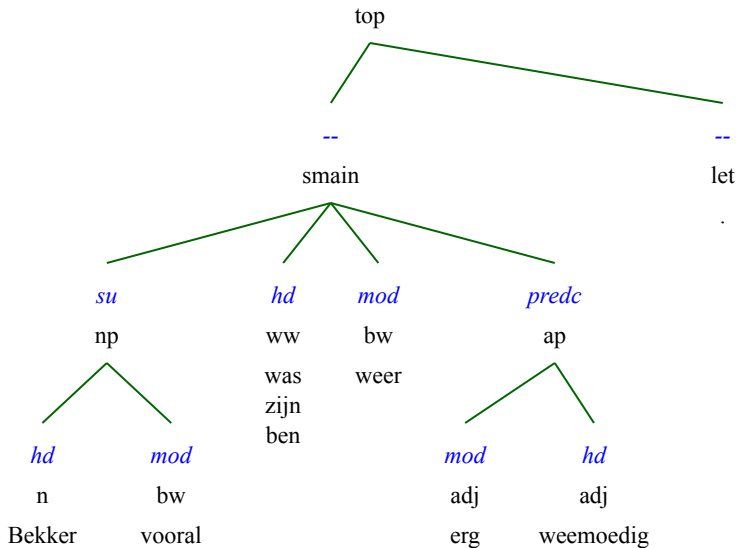 top
-- --
smain let
.
su hd mod predc
np ww bw ap
was weer
zijn
ben
hd mod mod hd
n bw adj adj
Bekker vooral erg weemoedig